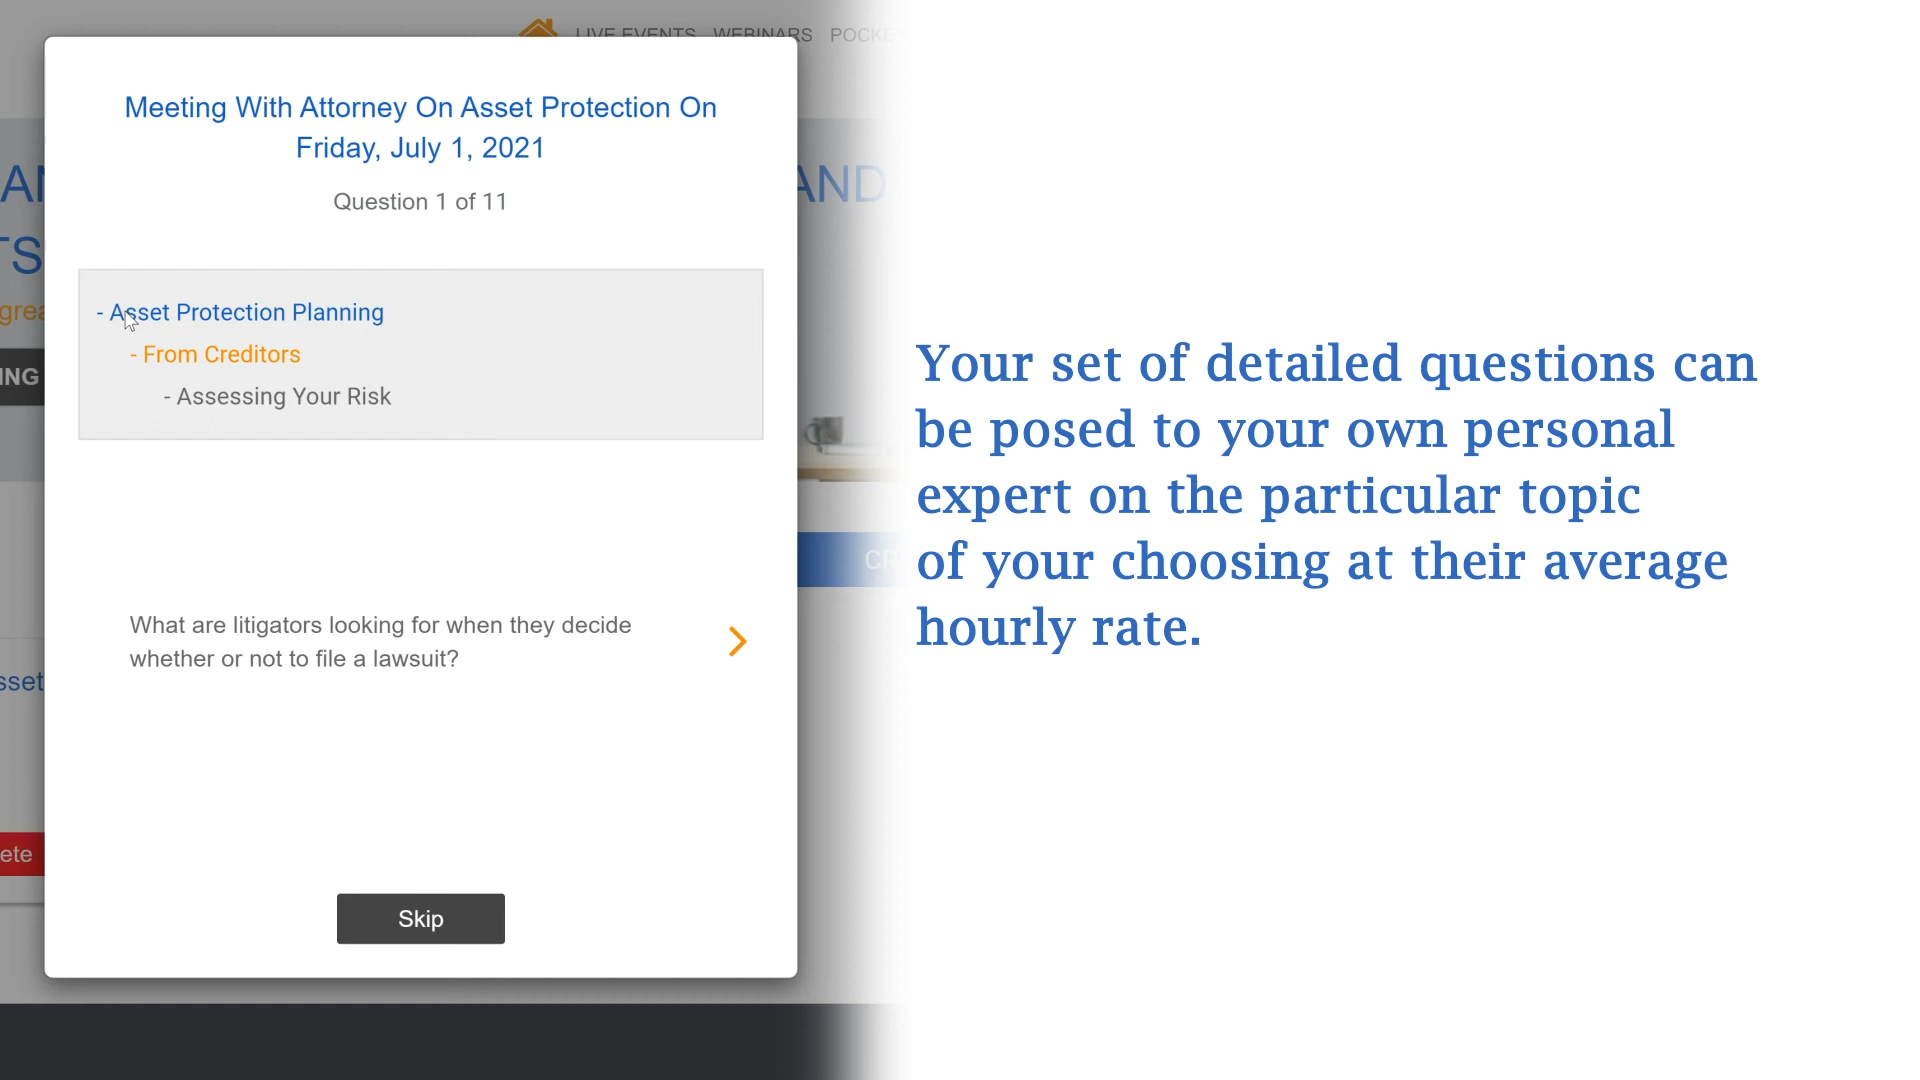 LIVE EVENTS WEBINARS
Meeting With Attorney On Asset Protection On
Friday, July 1, 2021
Question 1 of 11
AND
- Asset Protection Planning
- From Creditors
- Assessing Your Risk
What are litigators looking for when they decide
whether or not to file a lawsuit?
Skip
Your set of detailed questions can
be posed to your own personal
expert on the particular topic
of your choosing at their average
hourly rate.